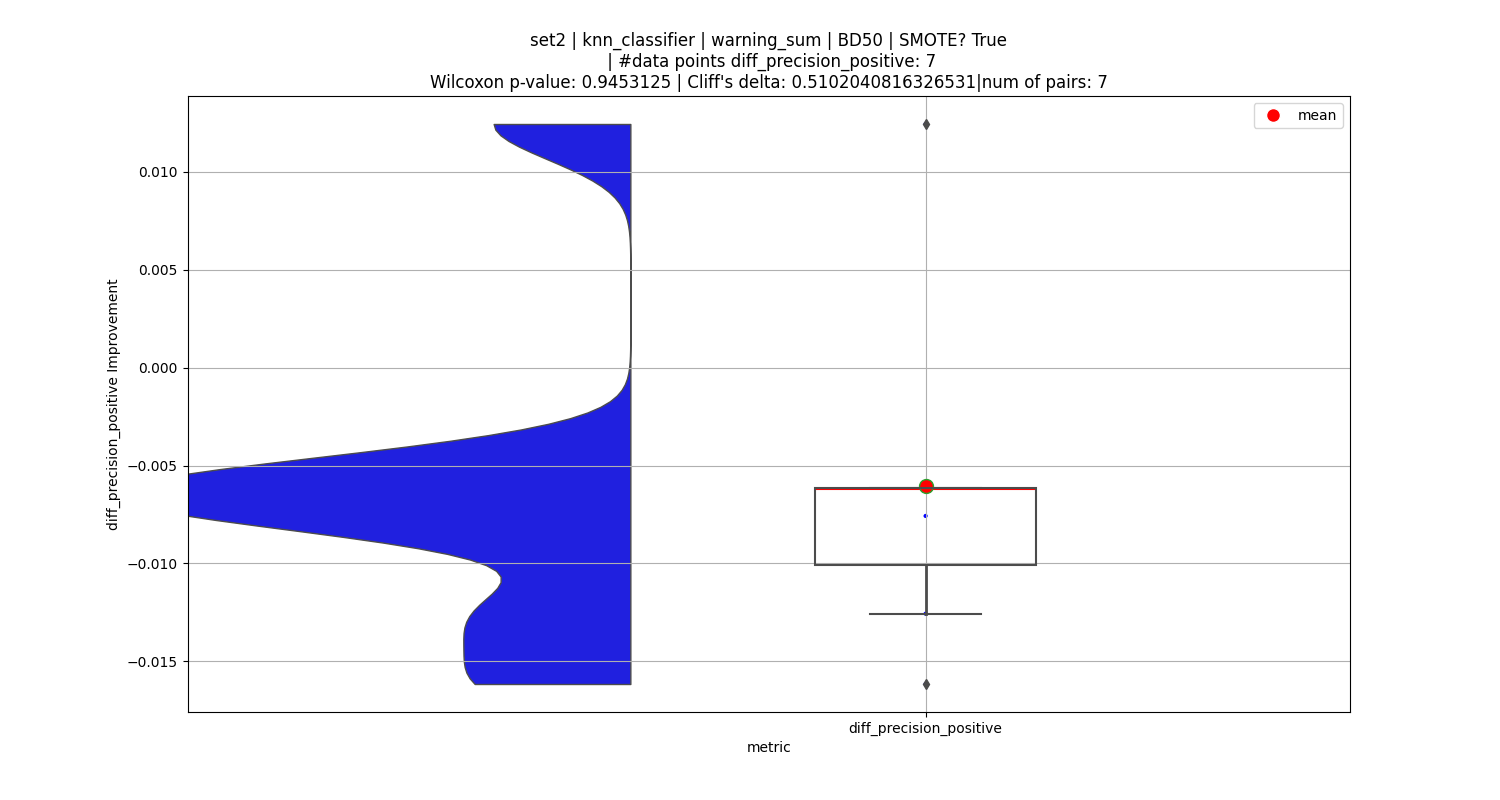 set2 | knn_classifier | warning_sum | BD50 | SMOTE? True
| #data points diff_precision_positive: 7
Wilcoxon p-value: 0.9453125 | Cliff's delta: 0.5102040816326531|num of pairs: 7
mean
0.010
0.005
0.000
−0.005
−0.010
−0.015
diff_precision_positive Improvement
diff_precision_positive
metric